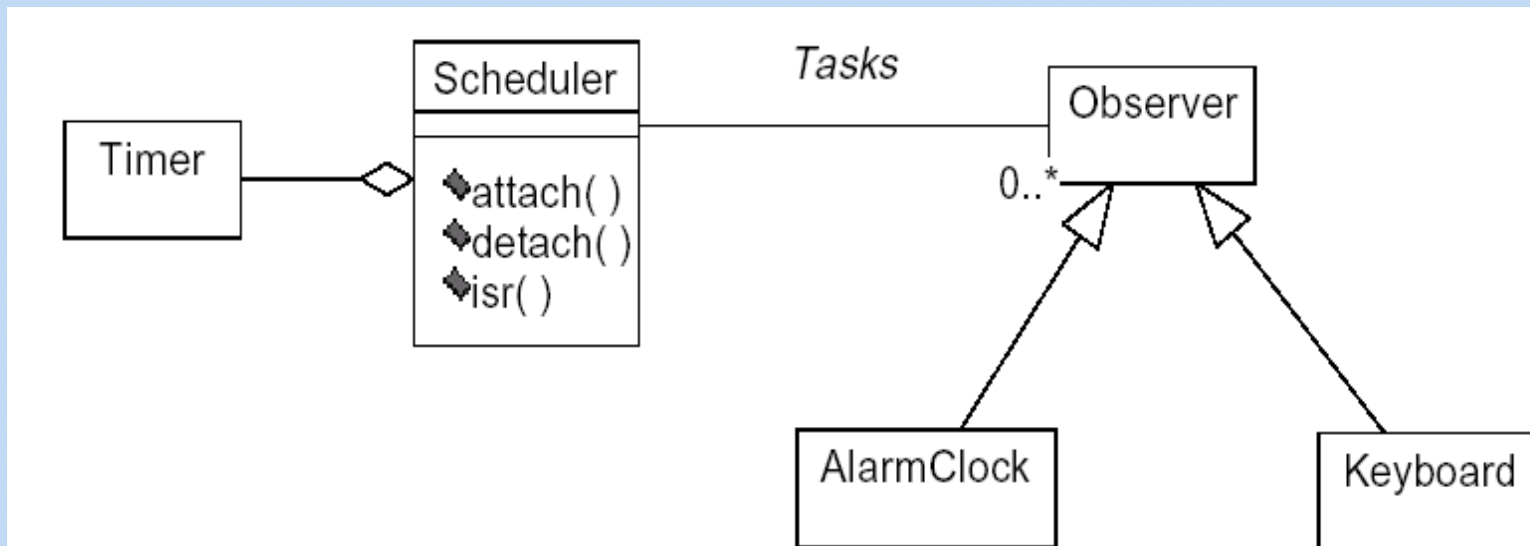 Timer
Scheduler
attach( )
detach( )
isr( )
Tasks
Observer
0..*
AlarmClock
Keyboard